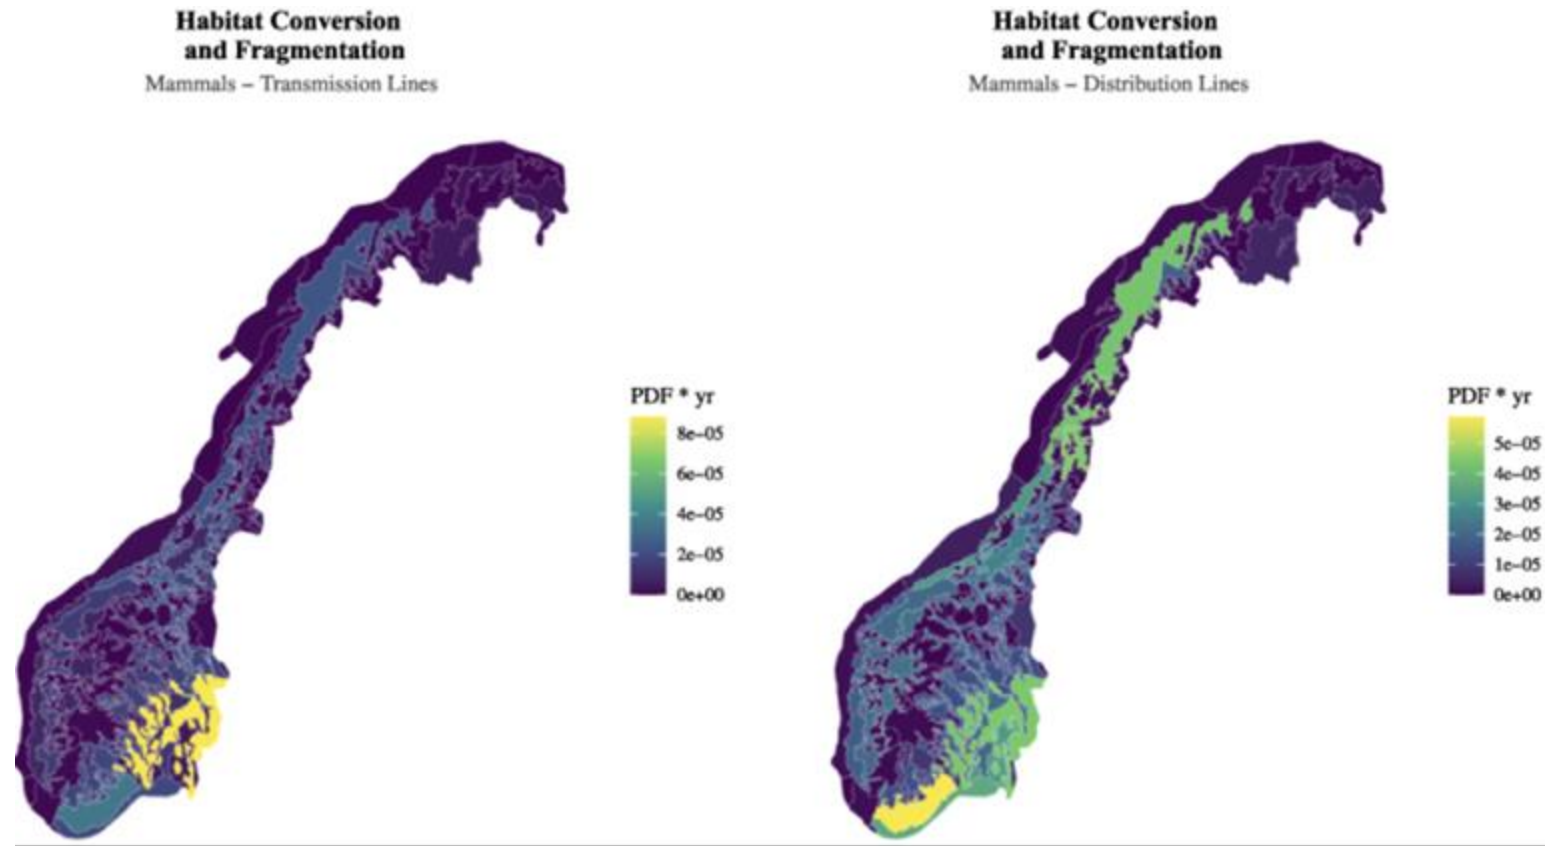 Habitat Conversion
and Fragmentation
Mammals – Transmission Lines
PDF * yr
8e–05
6e–05
4e–05
2e–05
0e+00
Habitat Conversion
and Fragmentation
Mammals – Distribution Lines
PDF * yr
5e–05
4e–05
3e–05
2e–05
1e–05
0e+00